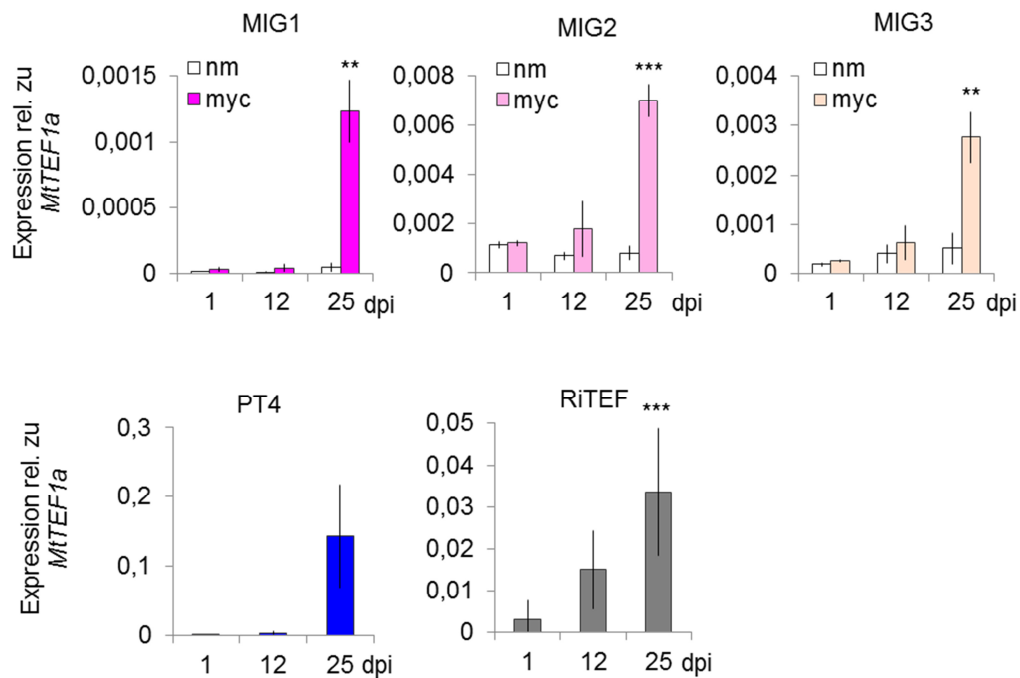 MIG1
MIG2
MIG3
Expression rel. zu
MtTEF1a
0,0015
0,001
0,0005
0
nm
myc
**
1 12 25 dpi
0,008
0,006
0,004
0,002
0
nm
myc
***
1 12 25 dpi
0,004
0,003
0,002
0,001
0
nm
myc
**
1 12 25 dpi
PT4
Expression rel. zu
MtTEF1a
0,3
0,2
0,1
0
1 12 25 dpi
RiTEF
***
0,05
0,04
0,03
0,02
0,01
0
1 12 25 dpi